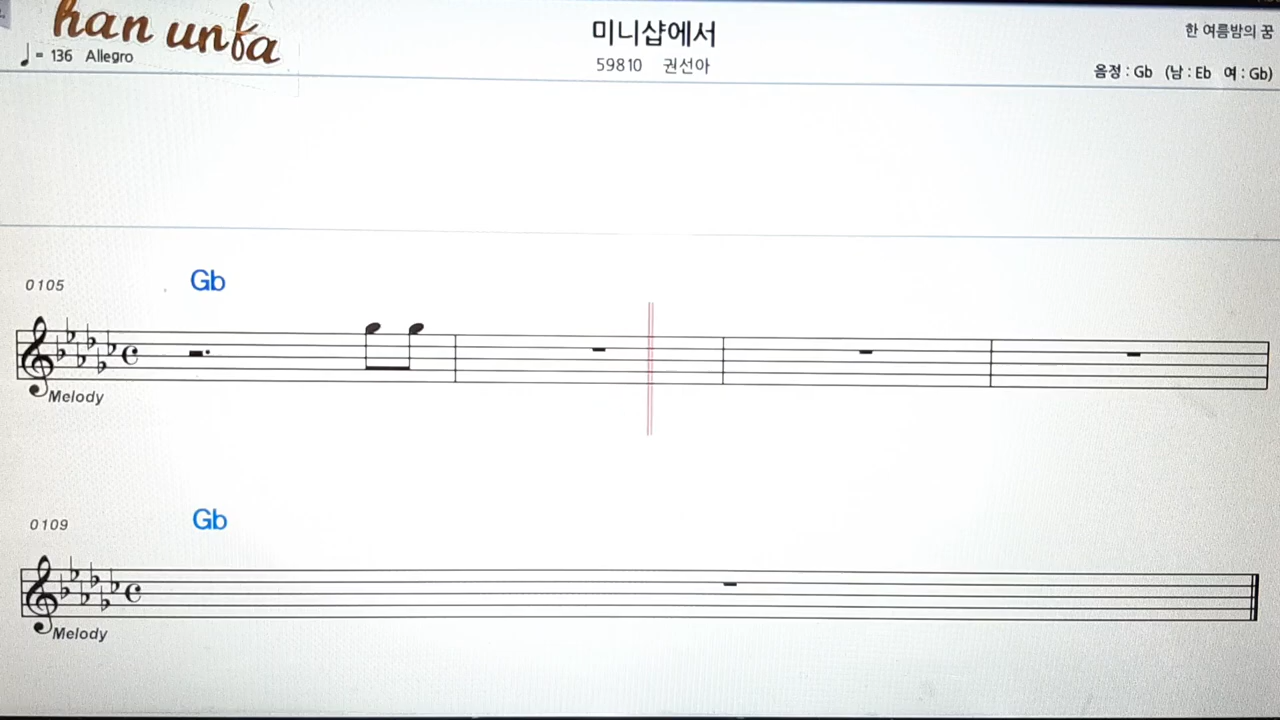 han unfa
미니샵에서
한 여름밤의 꿈
♩= 136 Allegro
59810 권선아
음정 : Gb (남 : Eb 여 : Gb)
0105 Gb
Melody
0109 Gb
Melody